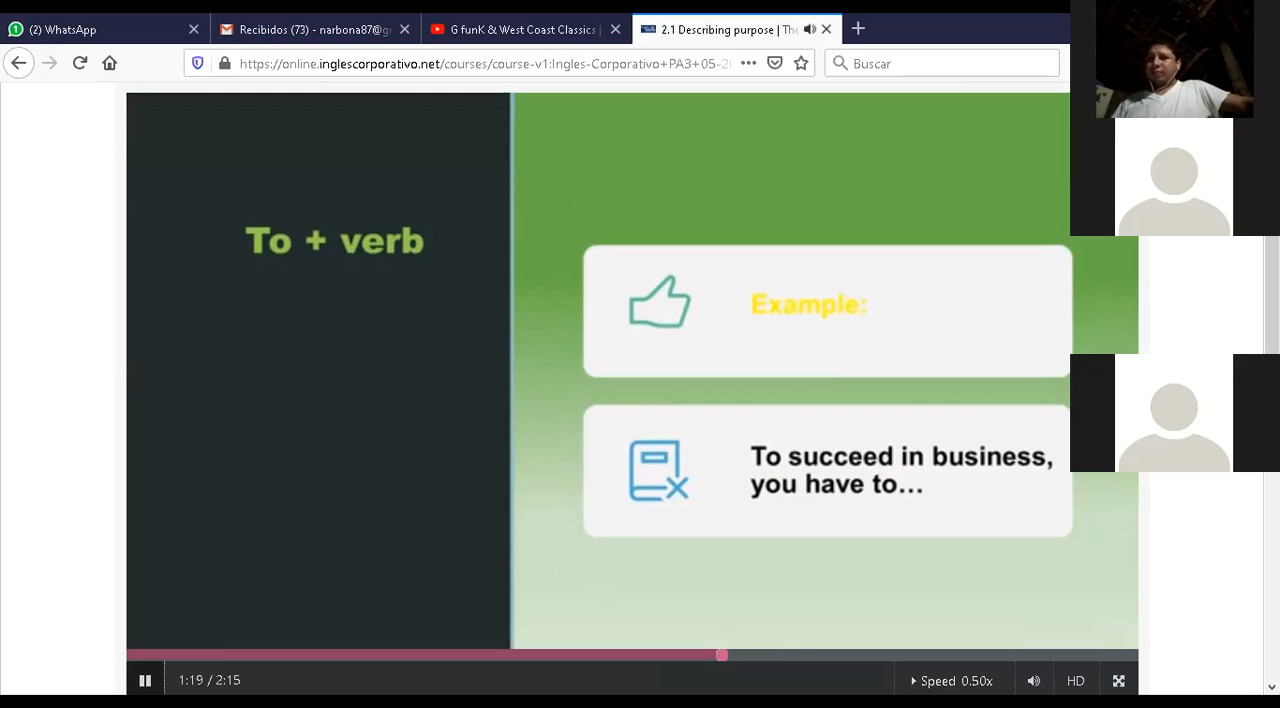 (2) WhatsApp
Recibidos (73) - narbona87@g
G funK & West Coast Classics |
2.1 Describing purpose | The
https://online.inglescorporativo.net/courses/course-v1:Ingles-Corporativo+PA3+05-2
Buscar
To + verb
Example:
To succeed in business,
you have to...
1:19 / 2:15
Speed 0.50x
HD